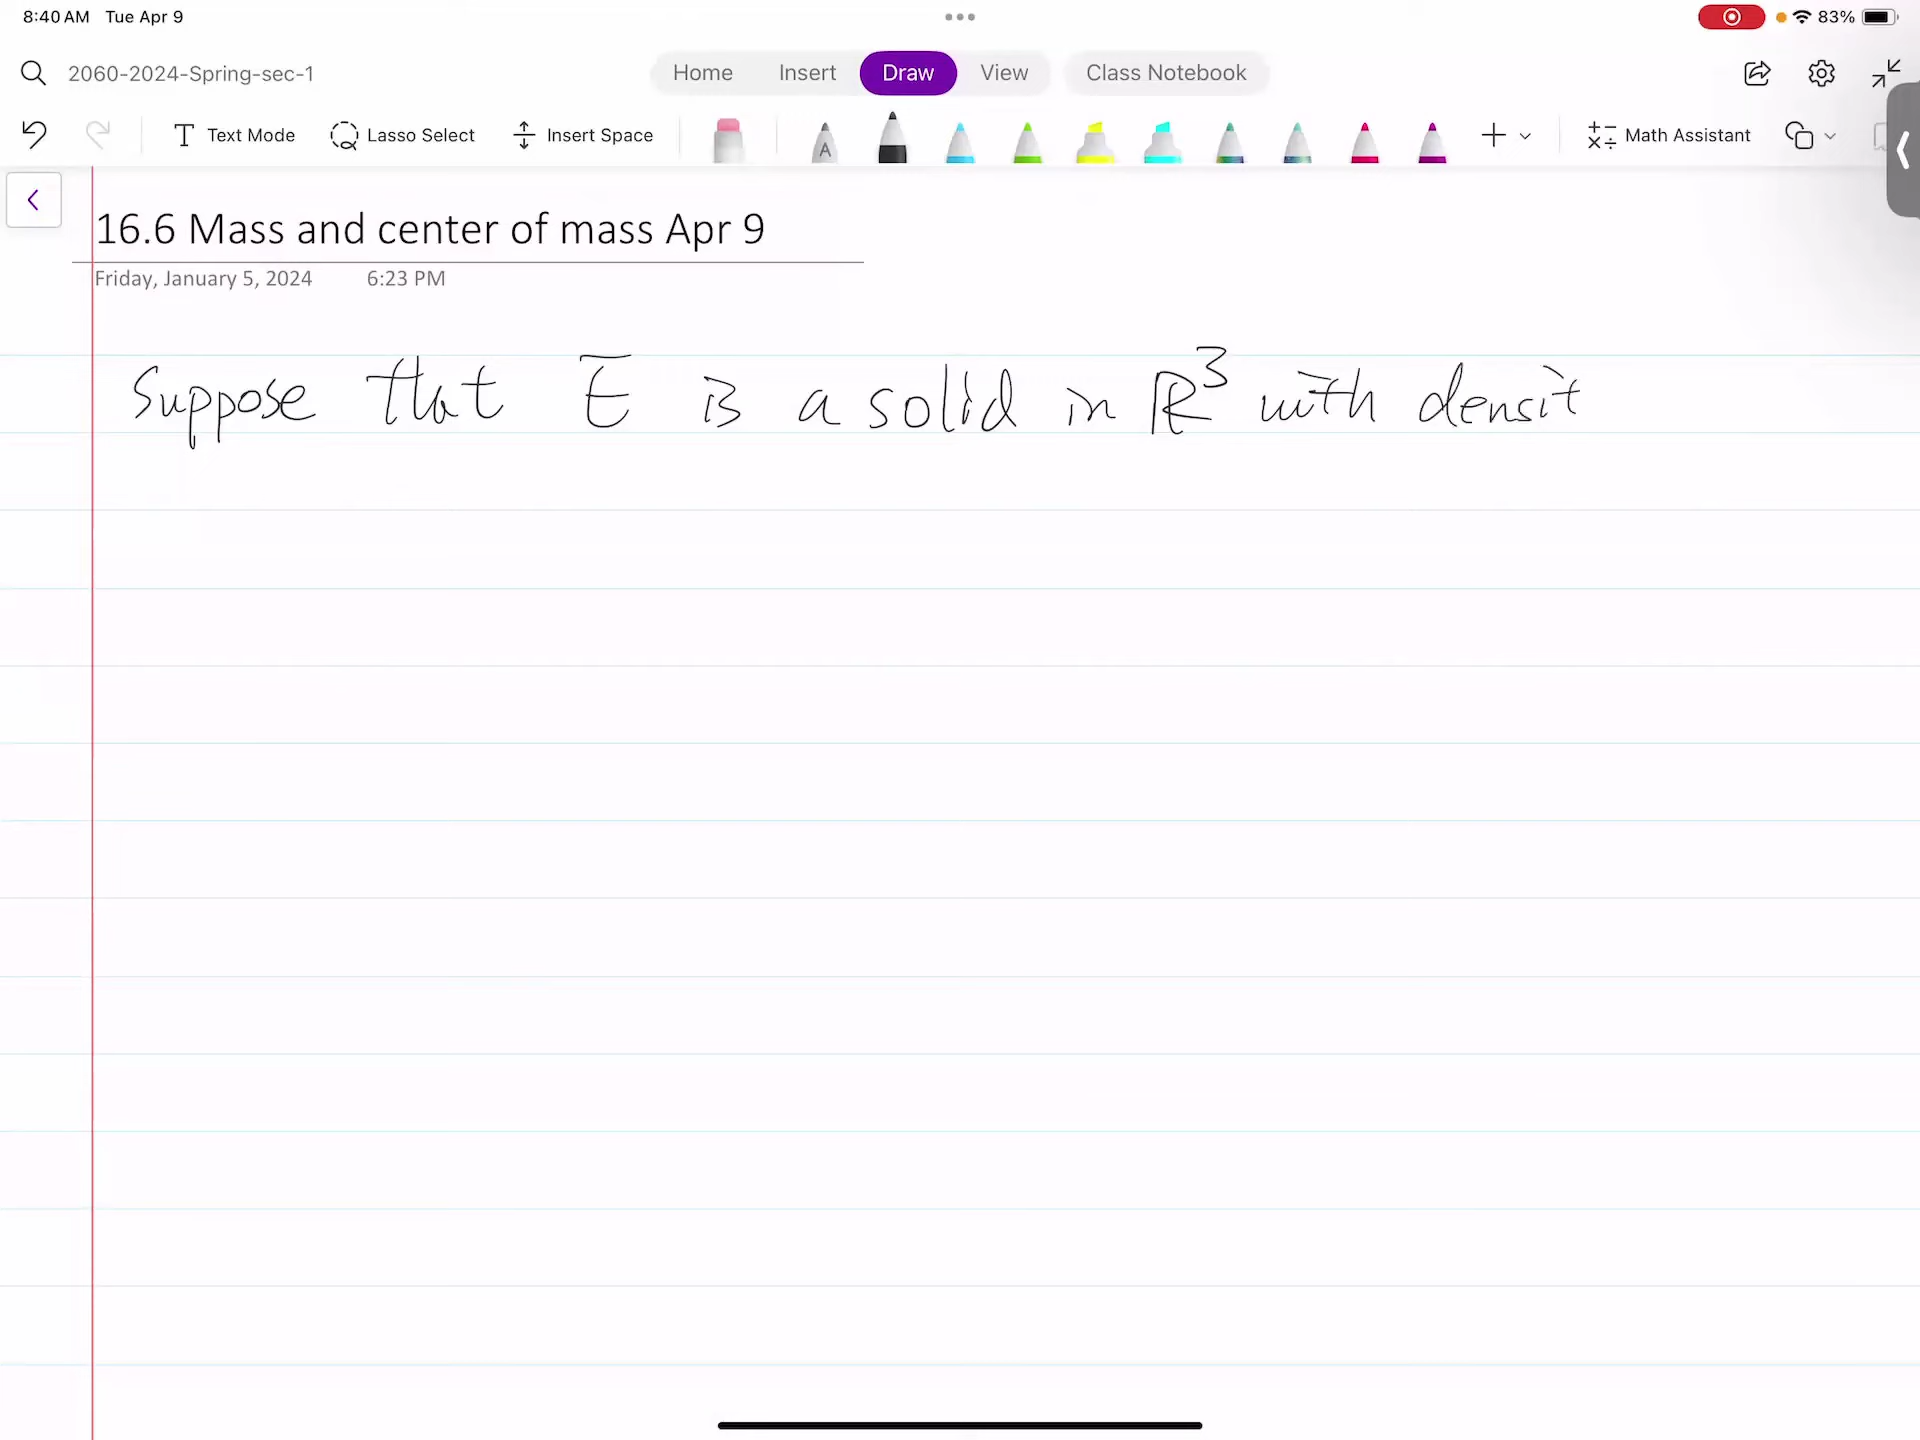 8:40 AM Tue Apr 9
83%
2060-2024-Spring-sec-1
Home Insert Draw View Class Notebook
Text Mode Lasso Select Insert Space A Math Assistant
16.6 Mass and center of mass Apr 9
Friday, January 5, 2024 6:23 PM
Suppose that E is a solid in ℝ³ with densit